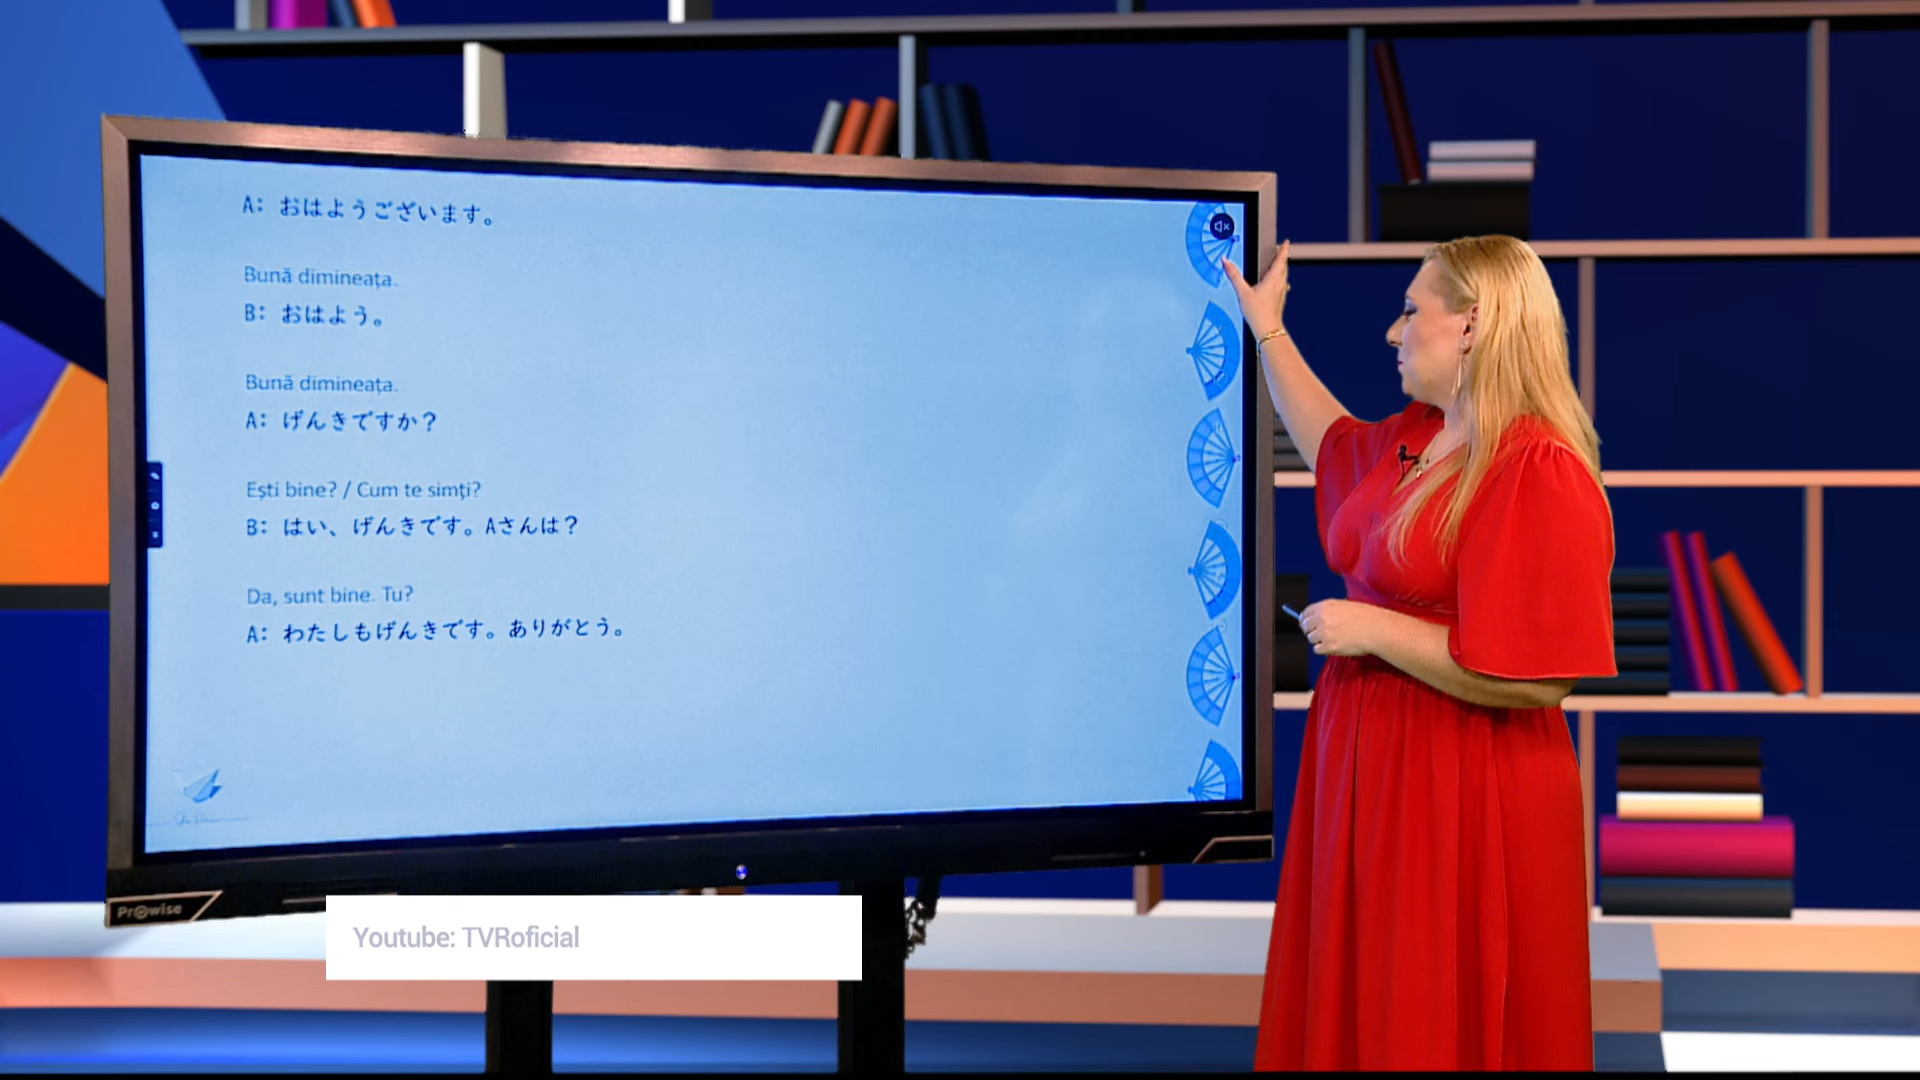 A: おはようございます。
Bună dimineața.
B: おはよう。
Bună dimineața.
A: げんきですか？
Ești bine? / Cum te simți?
B: はい、げんきです。Aさんは？
Da, sunt bine. Tu?
A: わたしもげんきです。ありがとう。
Prowise
Youtube: TVRoficial